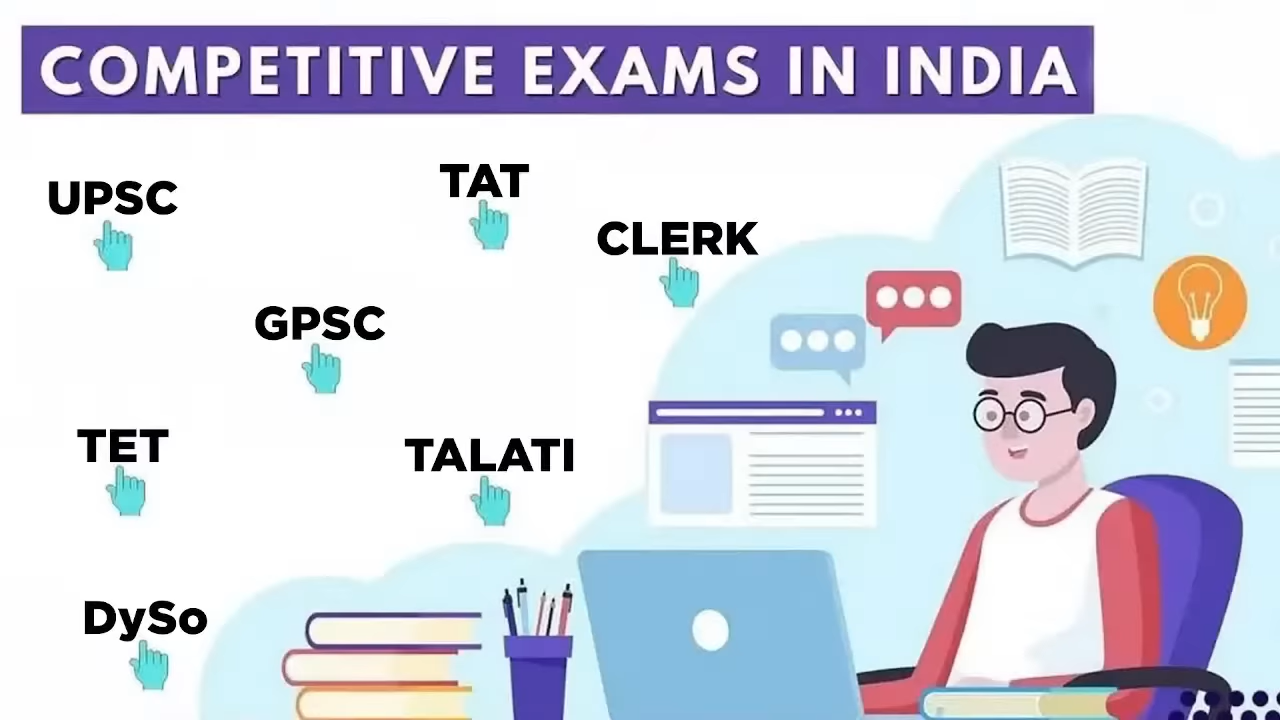 COMPETITIVE EXAMS IN INDIA
UPSC
TAT
CLERK
GPSC
TET
TALATI
DySo